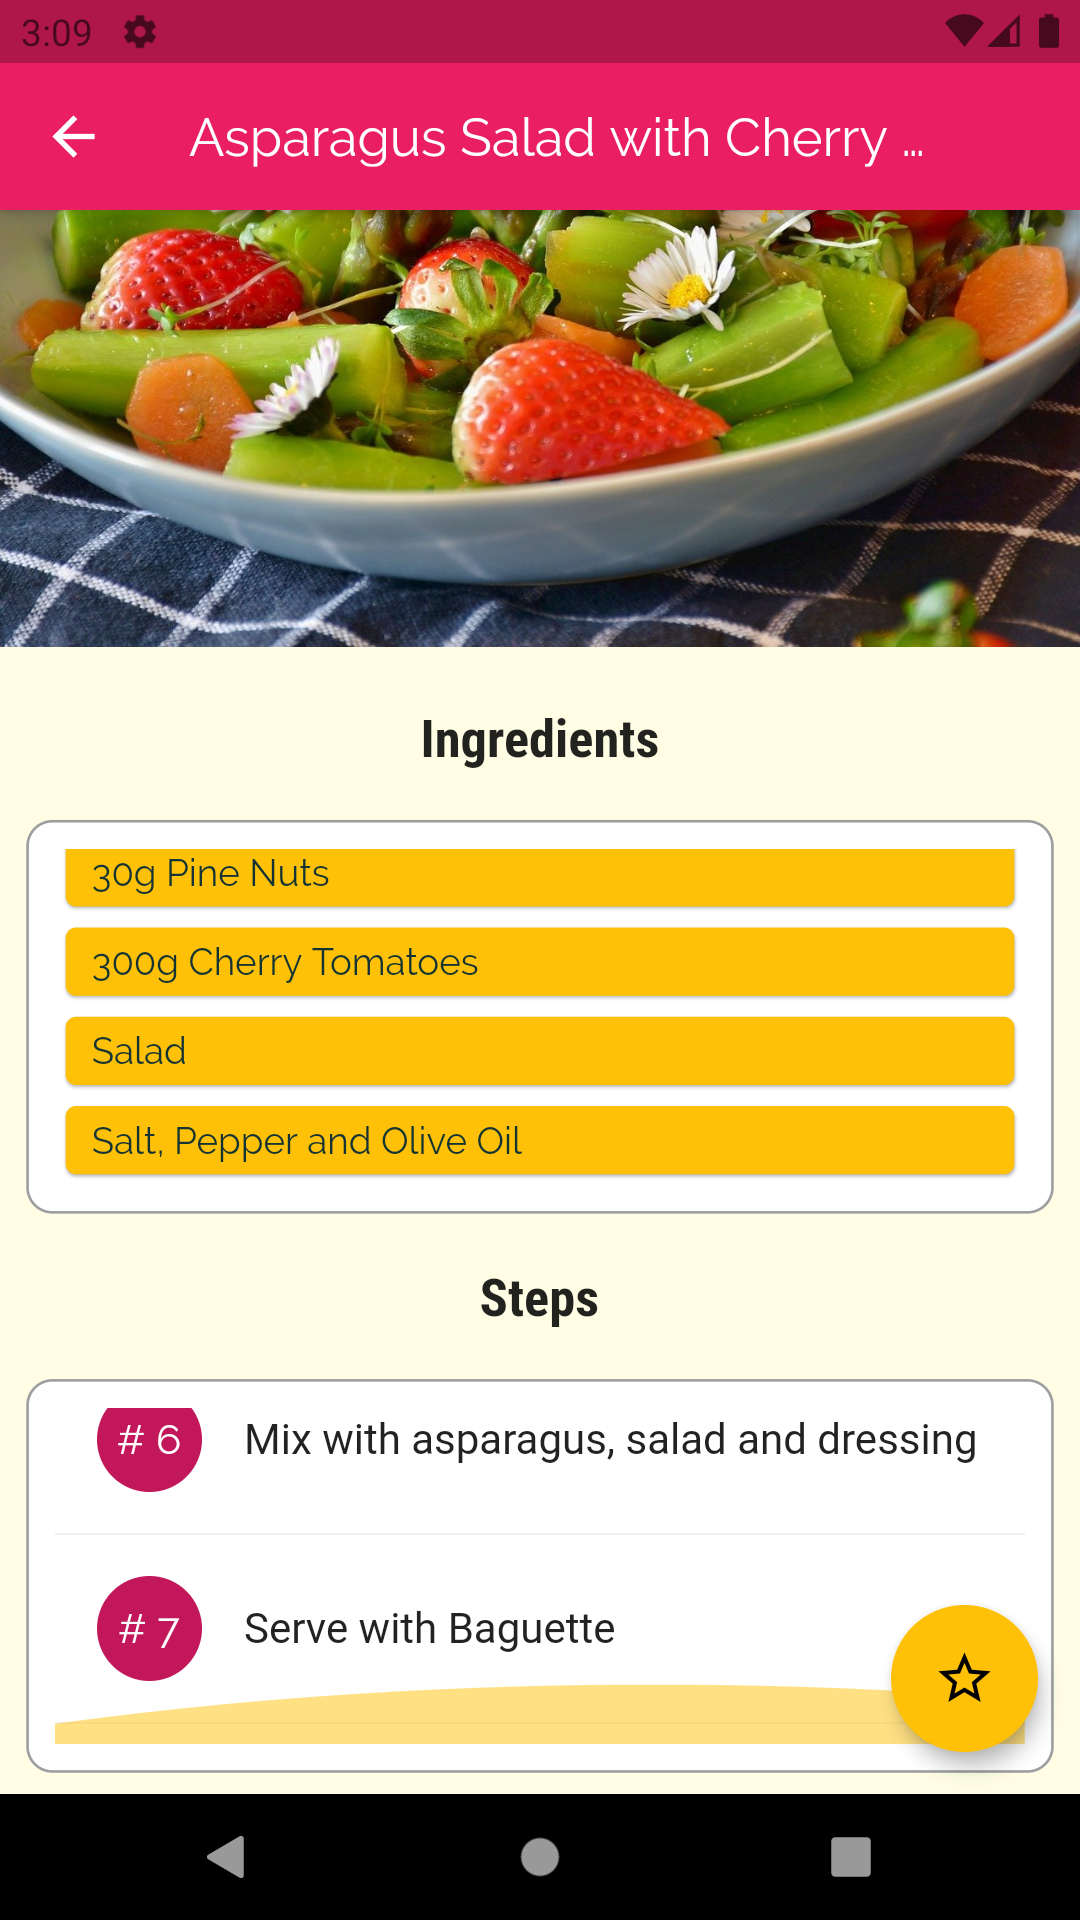 3:09
Asparagus Salad with Cherry ...
Ingredients
30g Pine Nuts
300g Cherry Tomatoes
Salad
Salt, Pepper and Olive Oil
Steps
# 6 Mix with asparagus, salad and dressing
# 7 Serve with Baguette